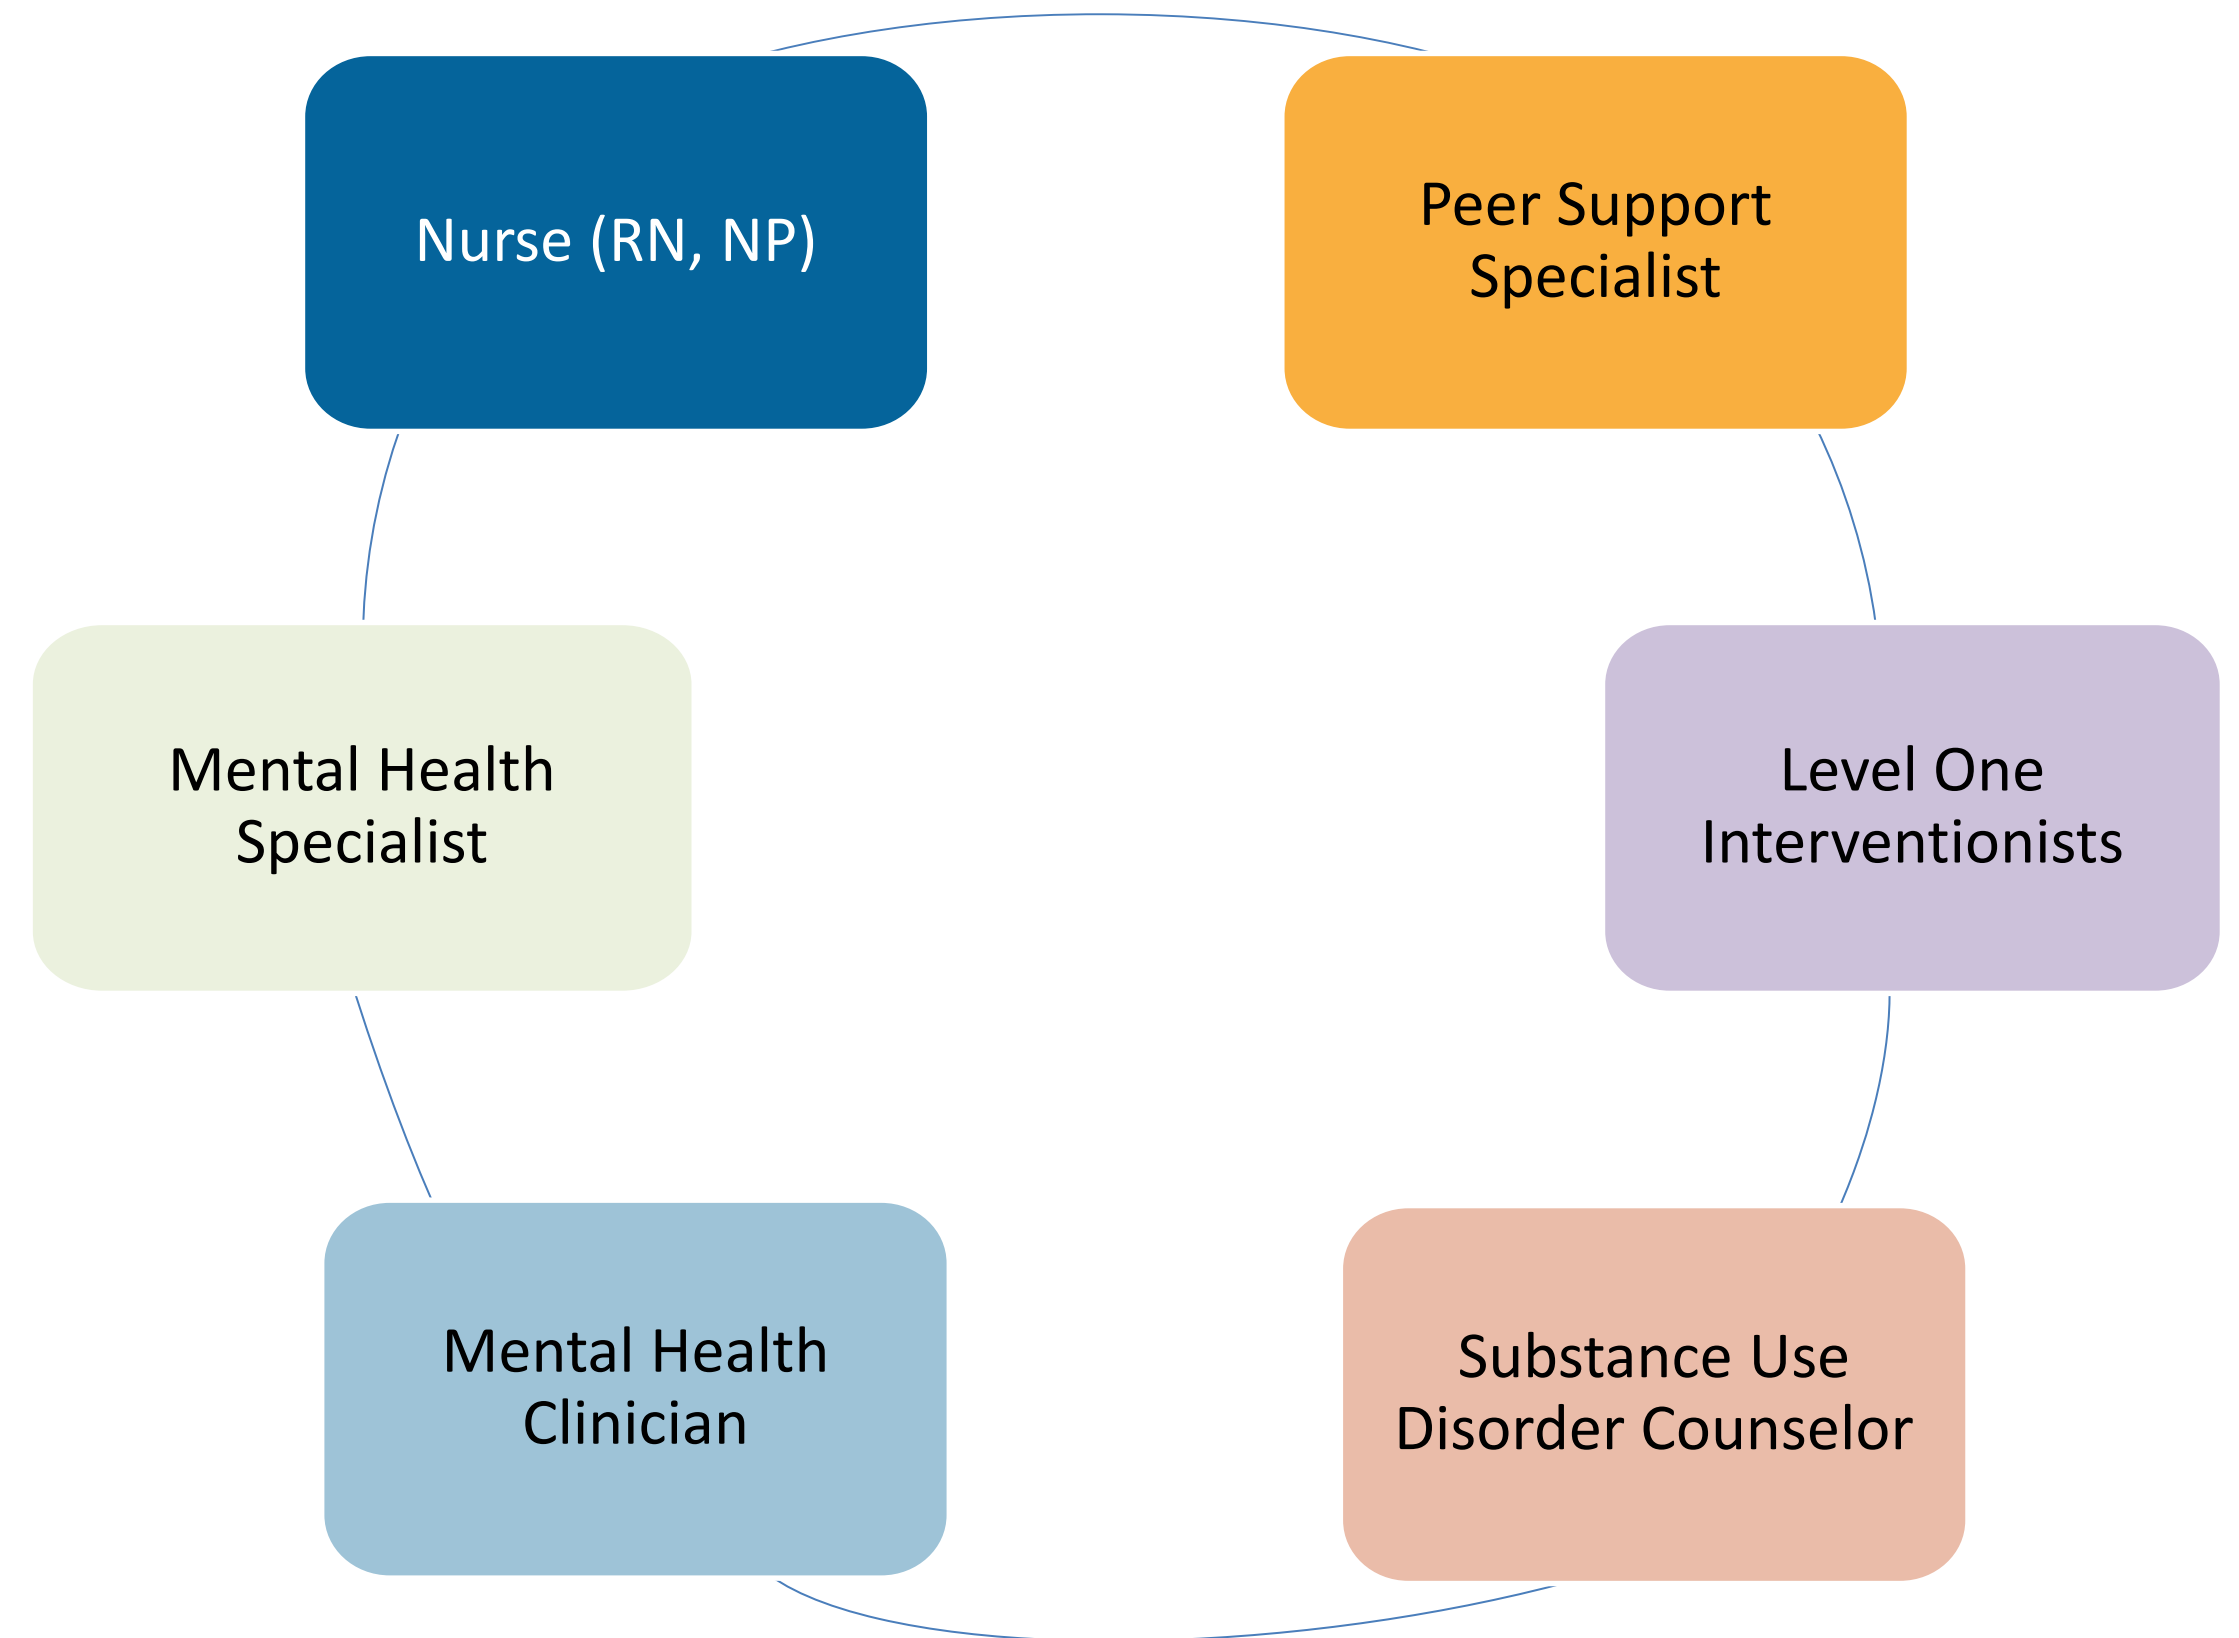 Nurse (RN, NP)
Peer Support
Specialist
Mental Health
Specialist
Level One
Interventionists
Mental Health
Clinician
Substance Use
Disorder Counselor